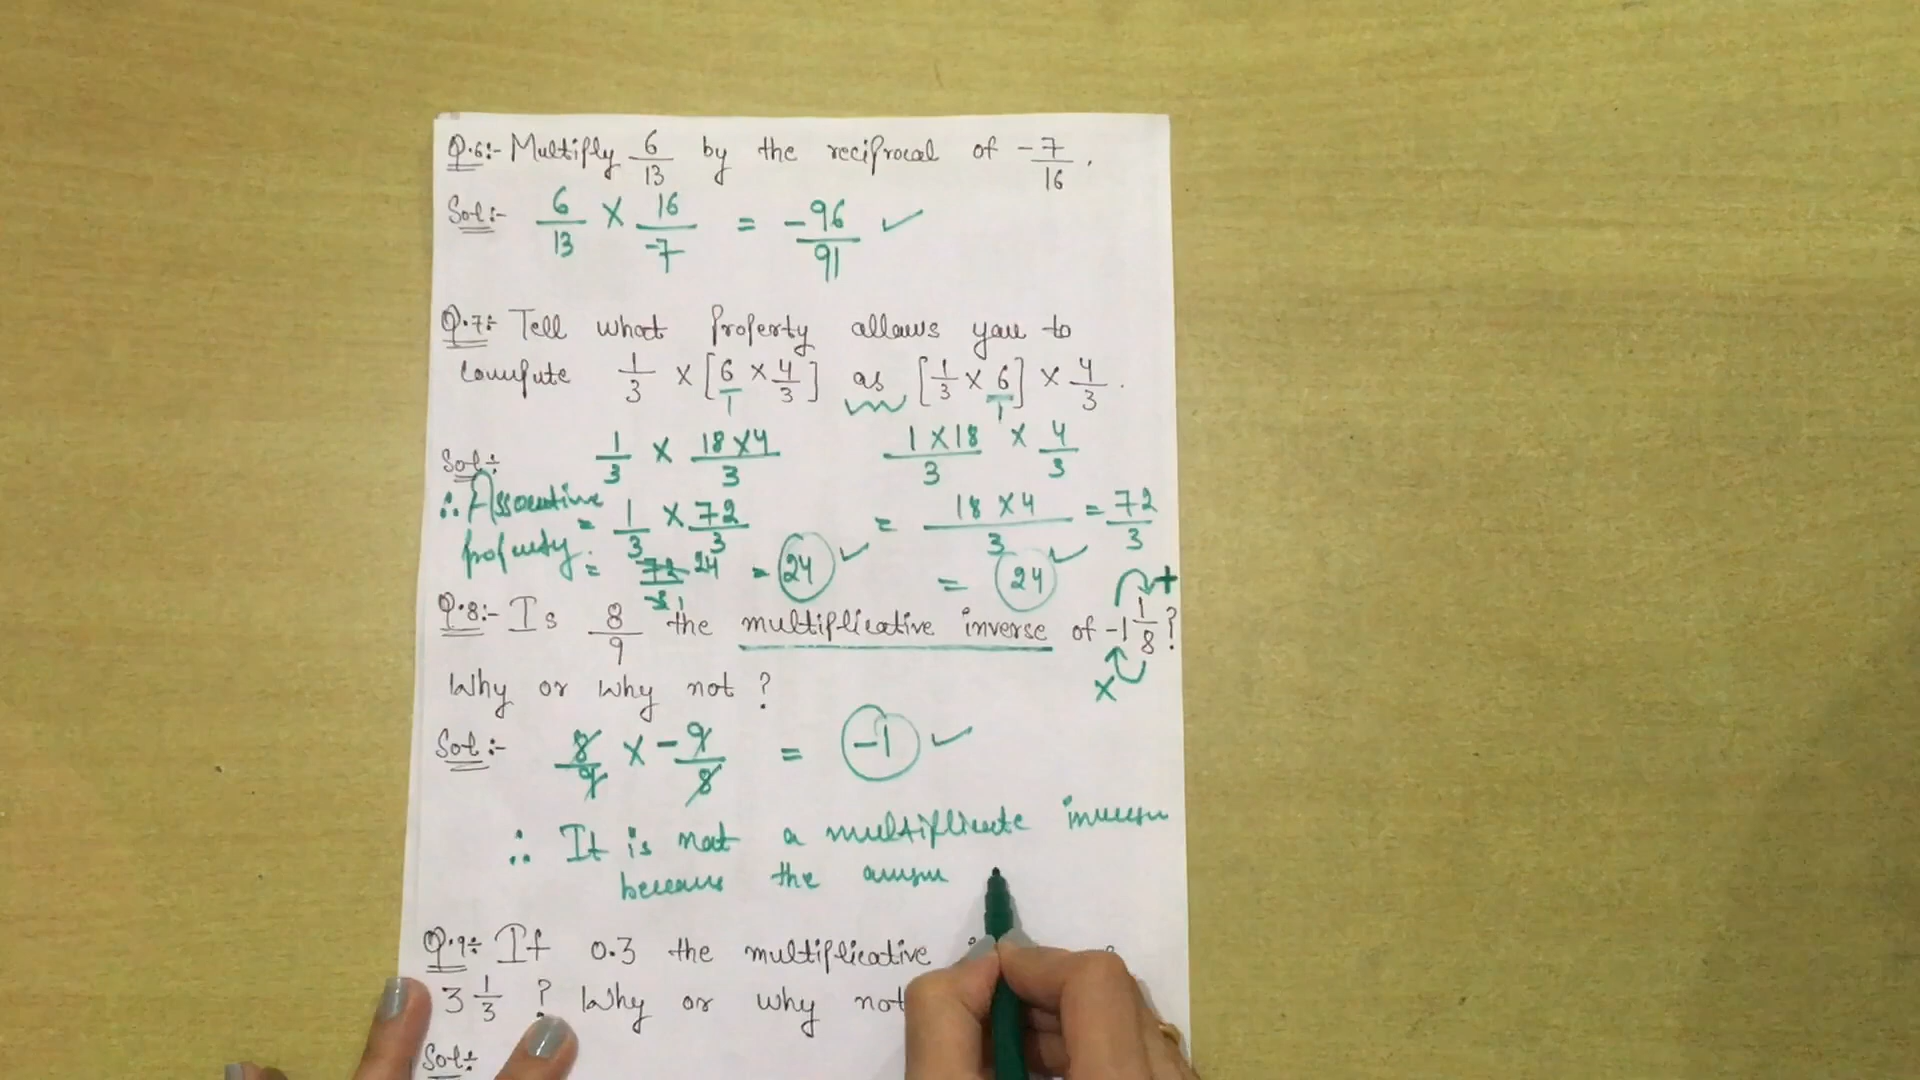 Q.6:- Multiply 6/13 by the reciprocal of -7/16.
Sol:- 6/13 × 16/-7 = -96/91 ✓
Q.7:- Tell what property allows you to
compute 1/3 × [6 × 4/3] as [1/3 × 6] × 4/3.
Sol:- 1/3 × 18×4/3 1×18/3 × 4/3
∴ Associative = 1/3 × 72/3 = 18×4/3 = 72/3
property. = 24 = 24 ✓ = 24 ✓
Q.8:- Is 8/9 the multiplicative inverse of -1 1/8?
Why or why not?
Sol:- 8/9 × -9/8 = -1 ✓
∴ It is not a multiplicate inverse
because the
Q.9:- If 0.3 the multiplicative
3 1/3 ? Why or why not
Sol:-